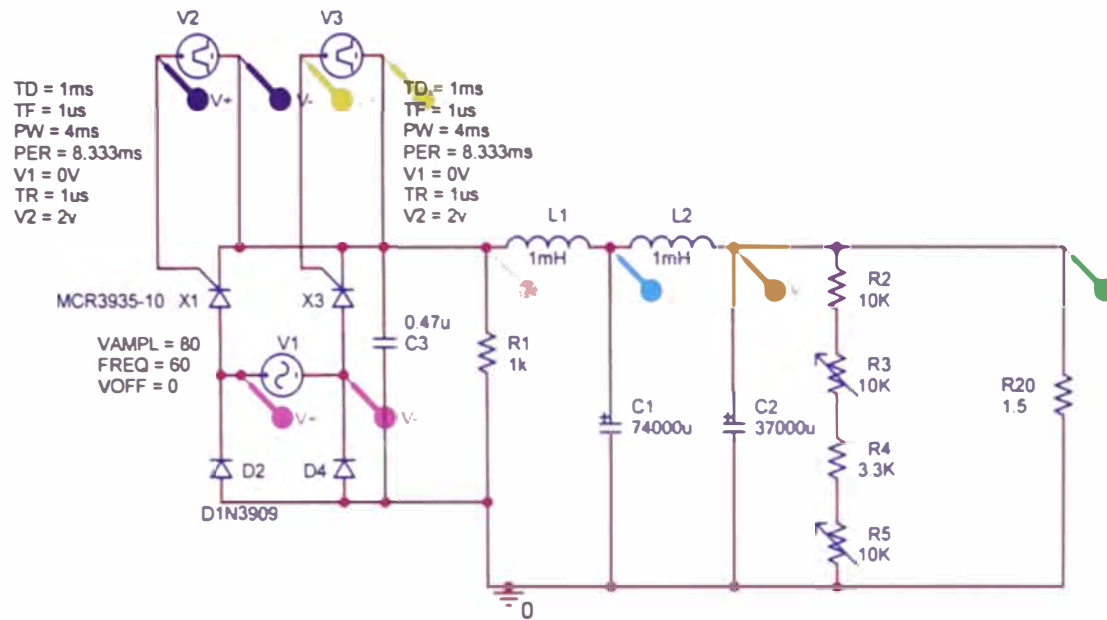 V2
V3
TD = 1ms
TF = 1us
PW = 4ms
PER = 8.333ms
V1 = 0V
TR = 1us
V2 = 2v
V+
V-
TD = 1ms
TF = 1us
PW = 4ms
PER = 8.333ms
V1 = 0V
TR = 1us
V2 = 2v
L1
1mH
L2
1mH
MCR3935-10
X1
X3
VAMPL = 80
FREQ = 60
VOFF = 0
V1
0.47u
C3
R1
1k
V+
V-
D2
D4
D1N3909
C1
74000u
C2
37000u
R2
10K
R3
10K
R4
3.3K
R5
10K
R20
1.5
0